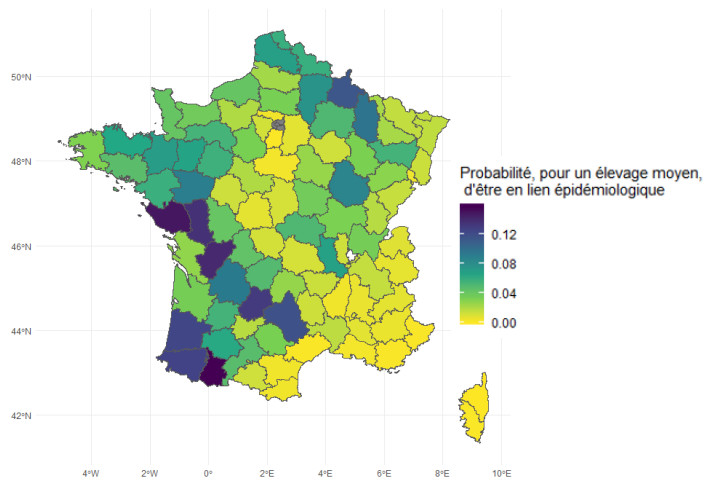 50°N
48°N
46°N
44°N
42°N
4°W
2°W
0°
2°E
4°E
6°E
8°E
10°E
Probabilité, pour un élevage moyen,
d'être en lien épidémiologique
0.12
0.08
0.04
0.00